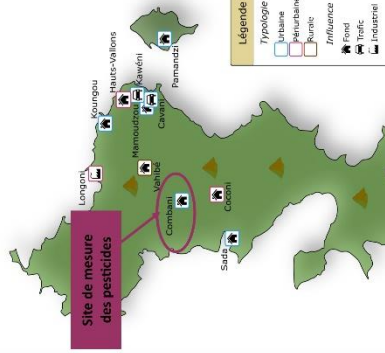 Site de mesure
des pesticides
Longoni
Koungou
Hauts-Vallons
Mamoudzou
Kawéni
Cavani
Pamandzi
Vahibé
Combani
Coconi
Sada
Légende
Typologie
Urbaine
Périurbaine
Rurale
Influence
Fond
Trafic
Industriel